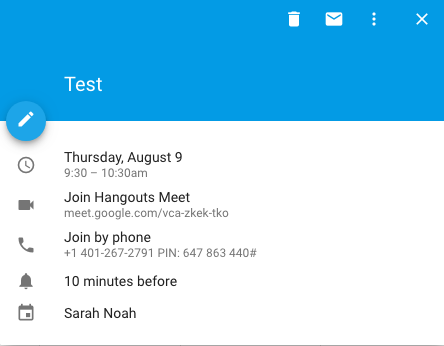 Test
Thursday, August 9
9:30 – 10:30am
Join Hangouts Meet
meet.google.com/vca-zkek-tko
Join by phone
+1 401-267-2791 PIN: 647 863 440#
10 minutes before
Sarah Noah